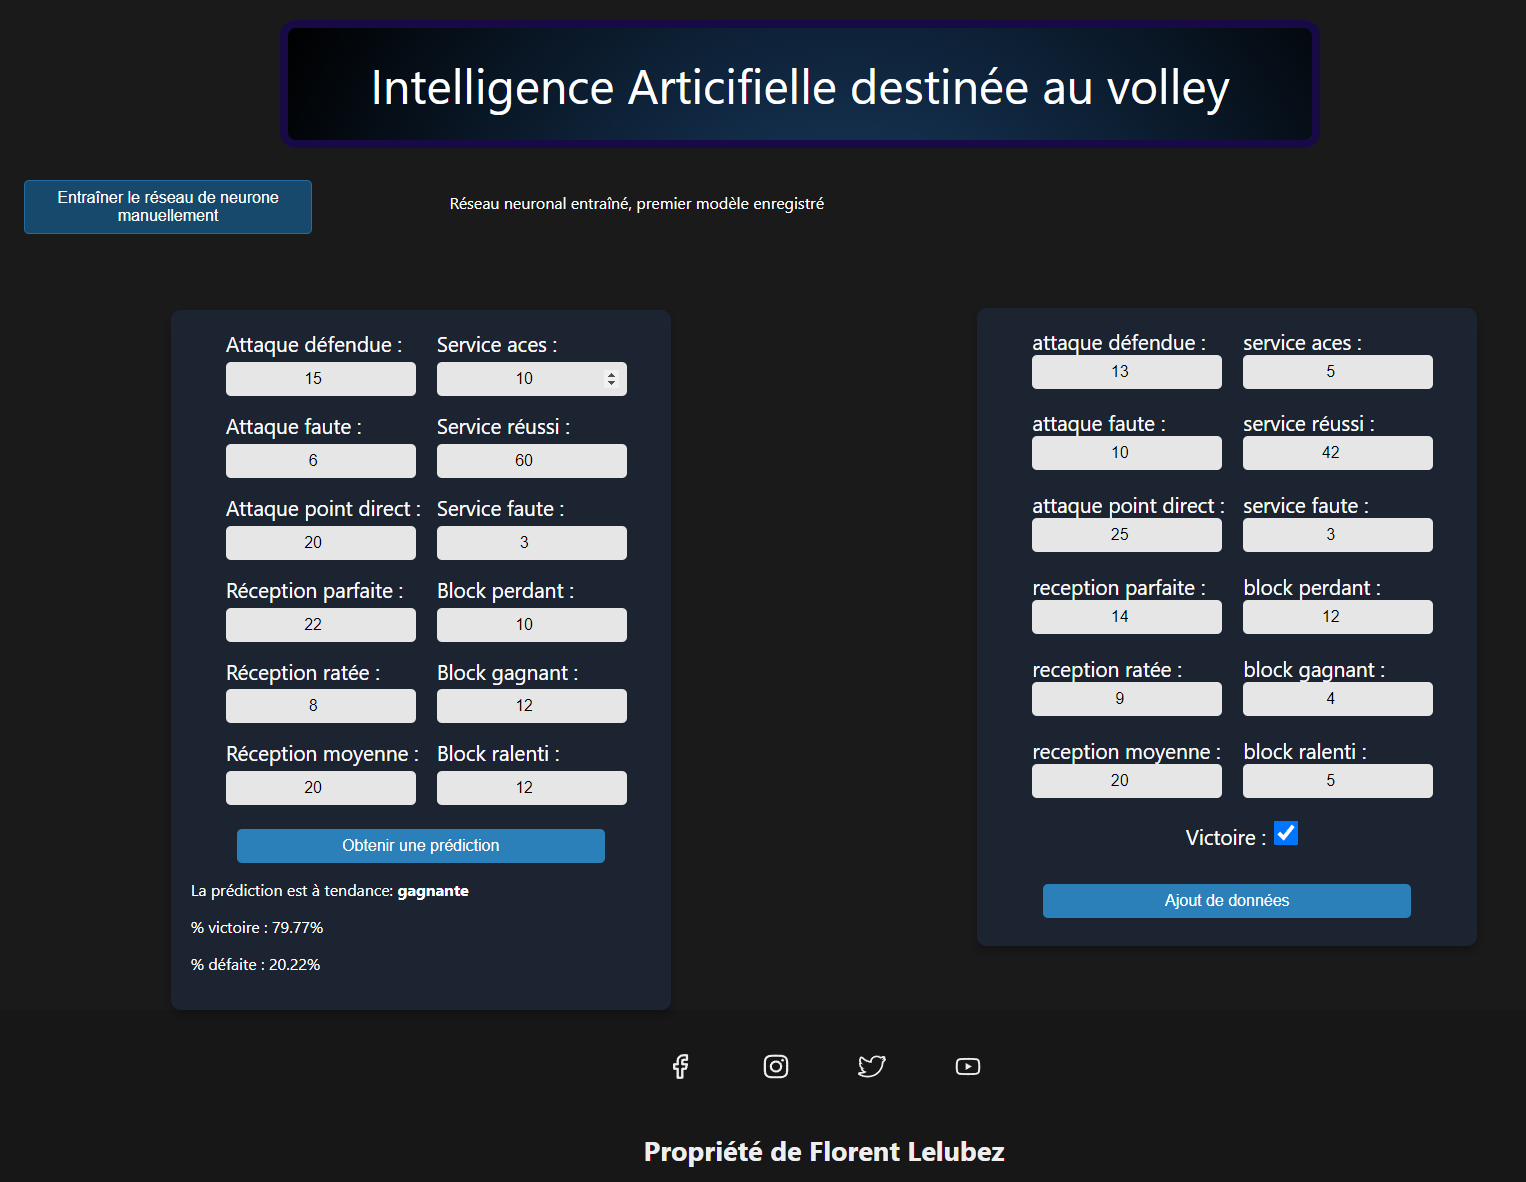 Intelligence Articifielle destinée au volley
Entraîner le réseau de neurone
manuellement
Réseau neuronal entraîné, premier modèle enregistré
Attaque défendue :
Service aces :
15
10
Attaque faute :
Service réussi :
6
60
Attaque point direct :
Service faute :
20
3
Réception parfaite :
Block perdant :
22
10
Réception ratée :
Block gagnant :
8
12
Réception moyenne :
Block ralenti :
20
12
Obtenir une prédiction
La prédiction est à tendance: gagnante
% victoire : 79.77%
% défaite : 20.22%
attaque défendue :
service aces :
13
5
attaque faute :
service réussi :
10
42
attaque point direct :
service faute :
25
3
reception parfaite :
block perdant :
14
12
reception ratée :
block gagnant :
9
4
reception moyenne :
block ralenti :
20
5
Victoire :
Ajout de données
Propriété de Florent Lelubez